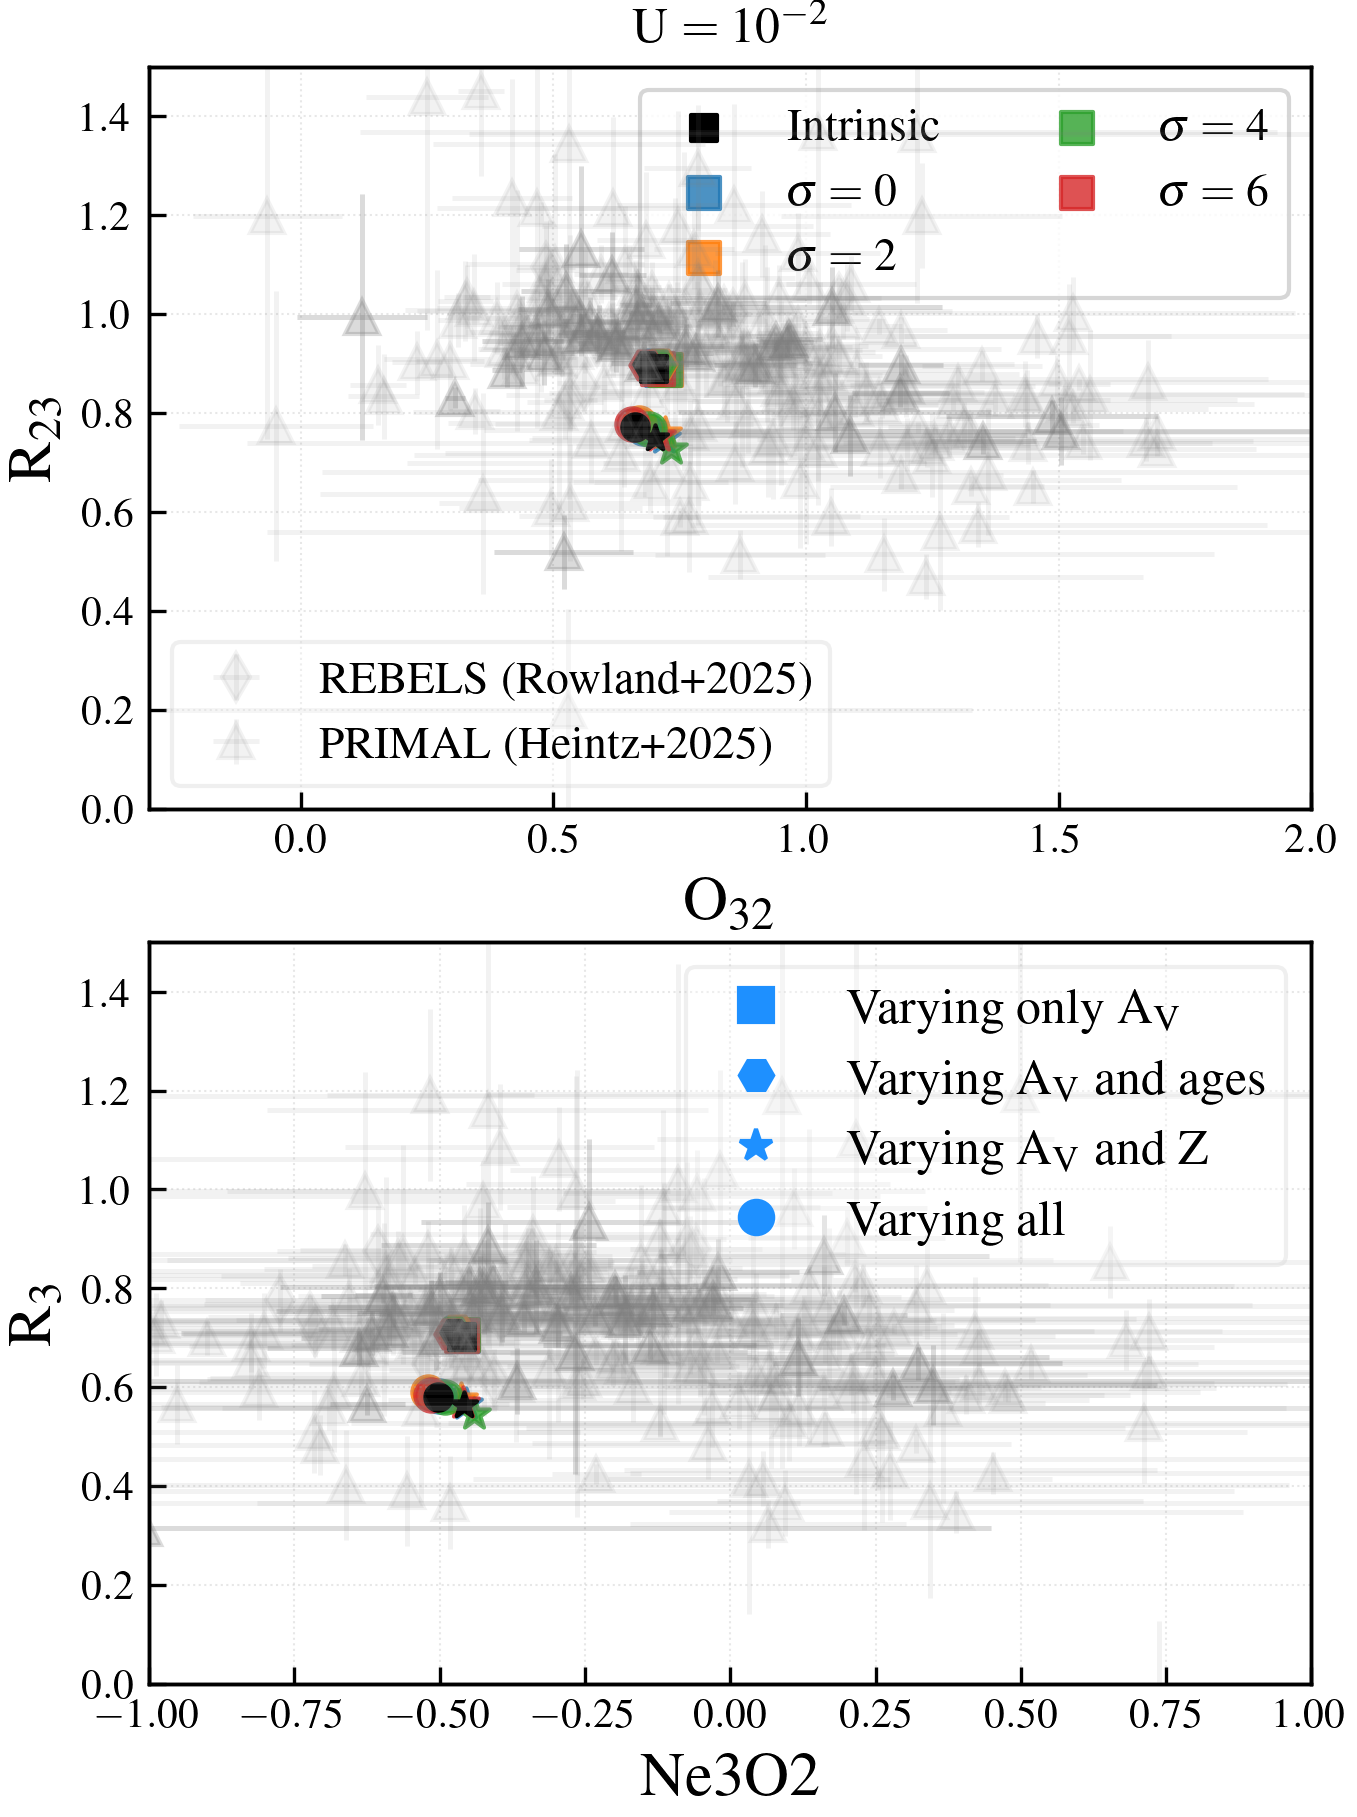 U = 10⁻²
Intrinsic
σ = 0
σ = 2
σ = 4
σ = 6
R₂₃
1.4
1.2
1.0
0.8
0.6
0.4
0.2
0.0
REBELS (Rowland+2025)
PRIMAL (Heintz+2025)
0.0 0.5 1.0 1.5 2.0
O₃₂
Varying only A_V
Varying A_V and ages
Varying A_V and Z
Varying all
R₃
1.4
1.2
1.0
0.8
0.6
0.4
0.2
0.0
−1.00 −0.75 −0.50 −0.25 0.00 0.25 0.50 0.75 1.00
Ne3O2